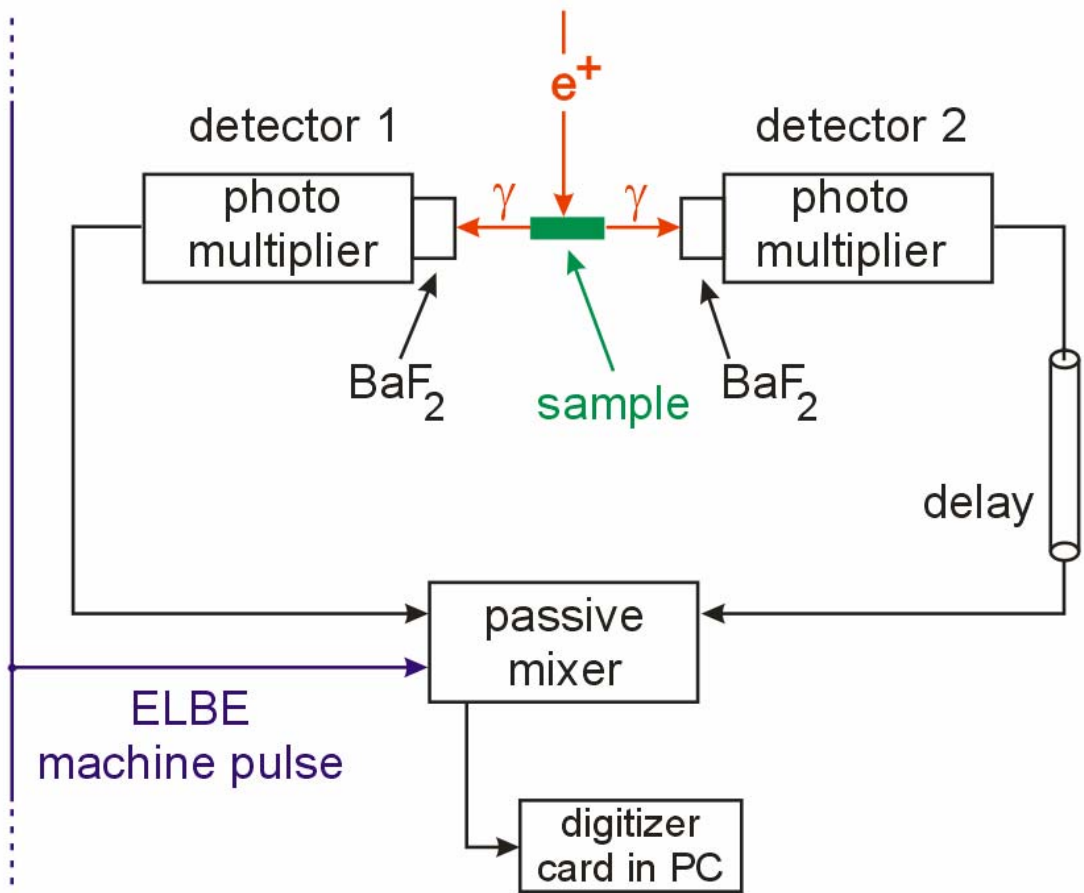 e⁺
detector 1
detector 2
photo
multiplier
γ
γ
photo
multiplier
BaF₂
sample
BaF₂
delay
passive
mixer
ELBE
machine pulse
digitizer
card in PC